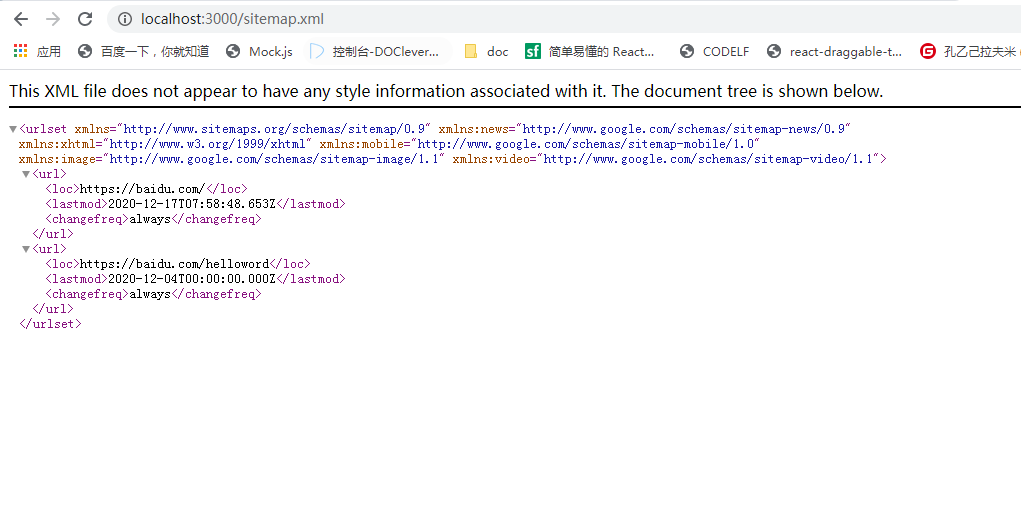 localhost:3000/sitemap.xml
应用 百度一下，你就知道 Mock.js 控制台-DOClever... doc sf 简单易懂的 React... CODELF react-draggable-t... G 孔乙己拉夫米
This XML file does not appear to have any style information associated with it. The document tree is shown below.
<urlset xmlns="http://www.sitemaps.org/schemas/sitemap/0.9" xmlns:news="http://www.google.com/schemas/sitemap-news/0.9"
xmlns:xhtml="http://www.w3.org/1999/xhtml" xmlns:mobile="http://www.google.com/schemas/sitemap-mobile/1.0"
xmlns:image="http://www.google.com/schemas/sitemap-image/1.1" xmlns:video="http://www.google.com/schemas/sitemap-video/1.1">
<url>
<loc>https://baidu.com/</loc>
<lastmod>2020-12-17T07:58:48.653Z</lastmod>
<changefreq>always</changefreq>
</url>
<url>
<loc>https://baidu.com/helloword</loc>
<lastmod>2020-12-04T00:00:00.000Z</lastmod>
<changefreq>always</changefreq>
</url>
</urlset>